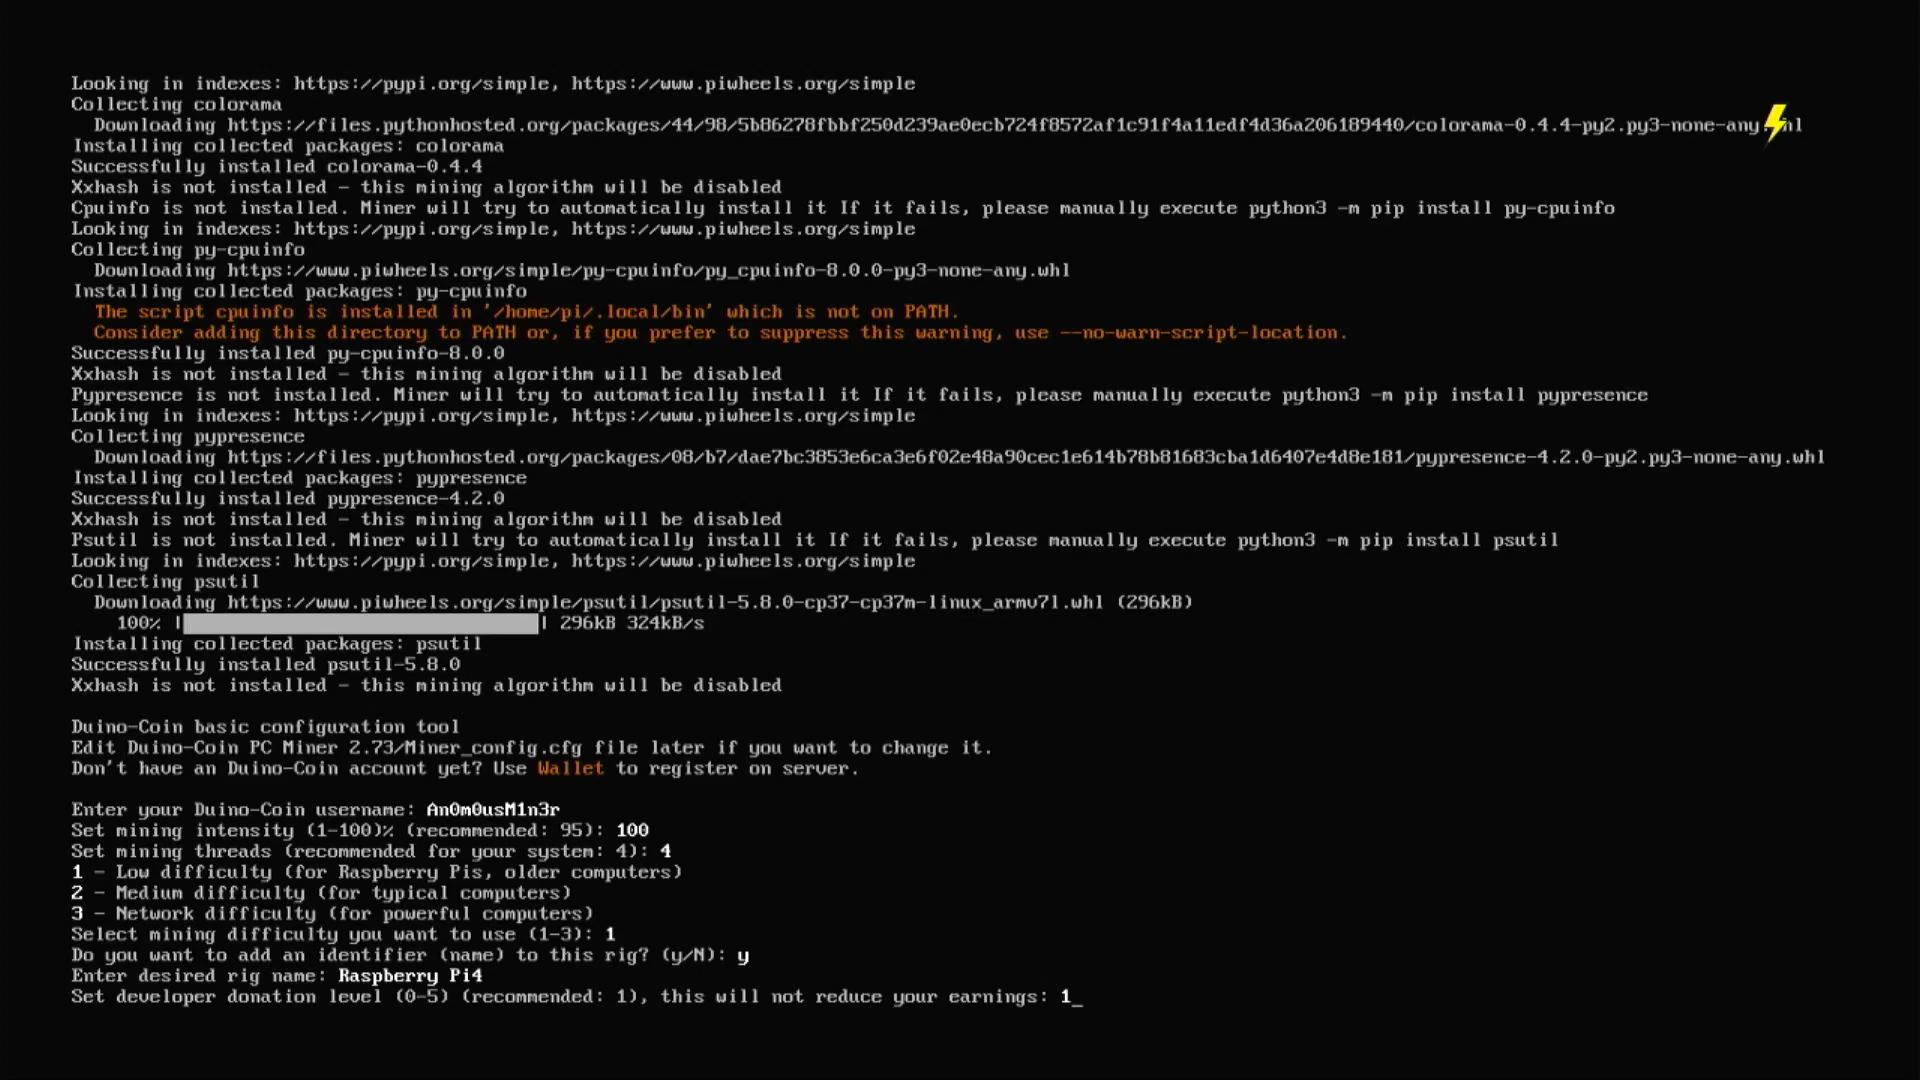 Looking in indexes: https://pypi.org/simple, https://www.piwheels.org/simple
Collecting colorama
Downloading https://files.pythonhosted.org/packages/44/98/5b86278fbbf250d239ae0ecb724f8572af1c91f4a11edf4d36a206189440/colorama-0.4.4-py2.py3-none-any
Installing collected packages: colorama
Successfully installed colorama-0.4.4
Xxhash is not installed - this mining algorithm will be disabled
Cpuinfo is not installed. Miner will try to automatically install it If it fails, please manually execute python3 -m pip install py-cpuinfo
Looking in indexes: https://pypi.org/simple, https://www.piwheels.org/simple
Collecting py-cpuinfo
Downloading https://www.piwheels.org/simple/py-cpuinfo/py_cpuinfo-8.0.0-py3-none-any.whl
Installing collected packages: py-cpuinfo
The script cpuinfo is installed in '/home/pi/.local/bin' which is not on PATH.
Consider adding this directory to PATH or, if you prefer to suppress this warning, use --no-warn-script-location.
Successfully installed py-cpuinfo-8.0.0
Xxhash is not installed - this mining algorithm will be disabled
Pypresence is not installed. Miner will try to automatically install it If it fails, please manually execute python3 -m pip install pypresence
Looking in indexes: https://pypi.org/simple, https://www.piwheels.org/simple
Collecting pypresence
Downloading https://files.pythonhosted.org/packages/08/b7/dae7bc3853e6ca3e6f02e48a90cec1e614b78b81683cba1d6407e4d8e181/pypresence-4.2.0-py2.py3-none-any.whl
Installing collected packages: pypresence
Successfully installed pypresence-4.2.0
Xxhash is not installed - this mining algorithm will be disabled
Psutil is not installed. Miner will try to automatically install it If it fails, please manually execute python3 -m pip install psutil
Looking in indexes: https://pypi.org/simple, https://www.piwheels.org/simple
Collecting psutil
Downloading https://www.piwheels.org/simple/psutil/psutil-5.8.0-cp37-cp37m-linux_armv7l.whl (296kB)
100% | | 296kB 324kB/s
Installing collected packages: psutil
Successfully installed psutil-5.8.0
Xxhash is not installed - this mining algorithm will be disabled
Duino-Coin basic configuration tool
Edit Duino-Coin PC Miner 2.73/Miner_config.cfg file later if you want to change it.
Don't have an Duino-Coin account yet? Use Wallet to register on server.
Enter your Duino-Coin username: An0m0usM1n3r
Set mining intensity (1-100)% (recommended: 95): 100
Set mining threads (recommended for your system: 4): 4
1 - Low difficulty (for Raspberry Pis, older computers)
2 - Medium difficulty (for typical computers)
3 - Network difficulty (for powerful computers)
Select mining difficulty you want to use (1-3): 1
Do you want to add an identifier (name) to this rig? (y/N): y
Enter desired rig name: Raspberry Pi4
Set developer donation level (0-5) (recommended: 1), this will not reduce your earnings: 1_